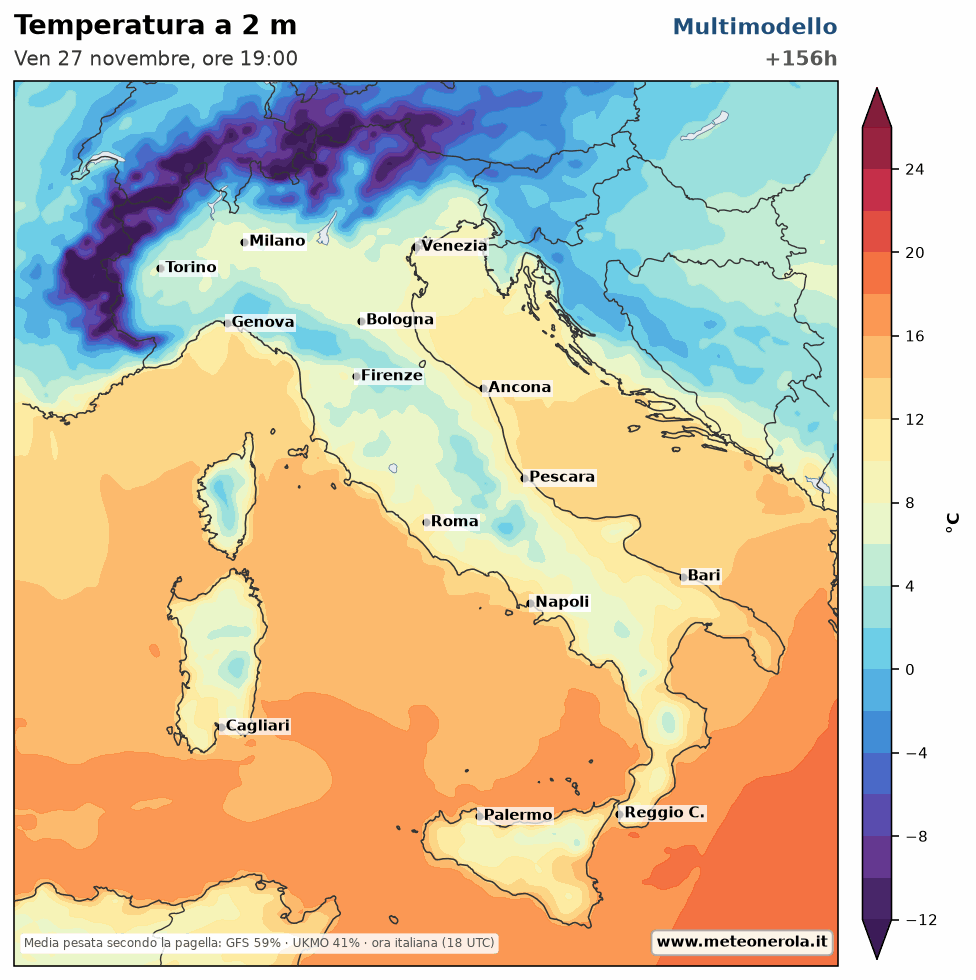 Temperatura a 2 m
Multimodello
Ven 27 novembre, ore 19:00
+156h
24
20
16
12
8
4
0
−4
−8
−12
°C
Milano
Venezia
Torino
Genova
Bologna
Firenze
Ancona
Pescara
Roma
Bari
Napoli
Cagliari
Palermo
Reggio C.
Media pesata secondo la pagella: GFS 59% · UKMO 41% · ora italiana (18 UTC)
www.meteonerola.it